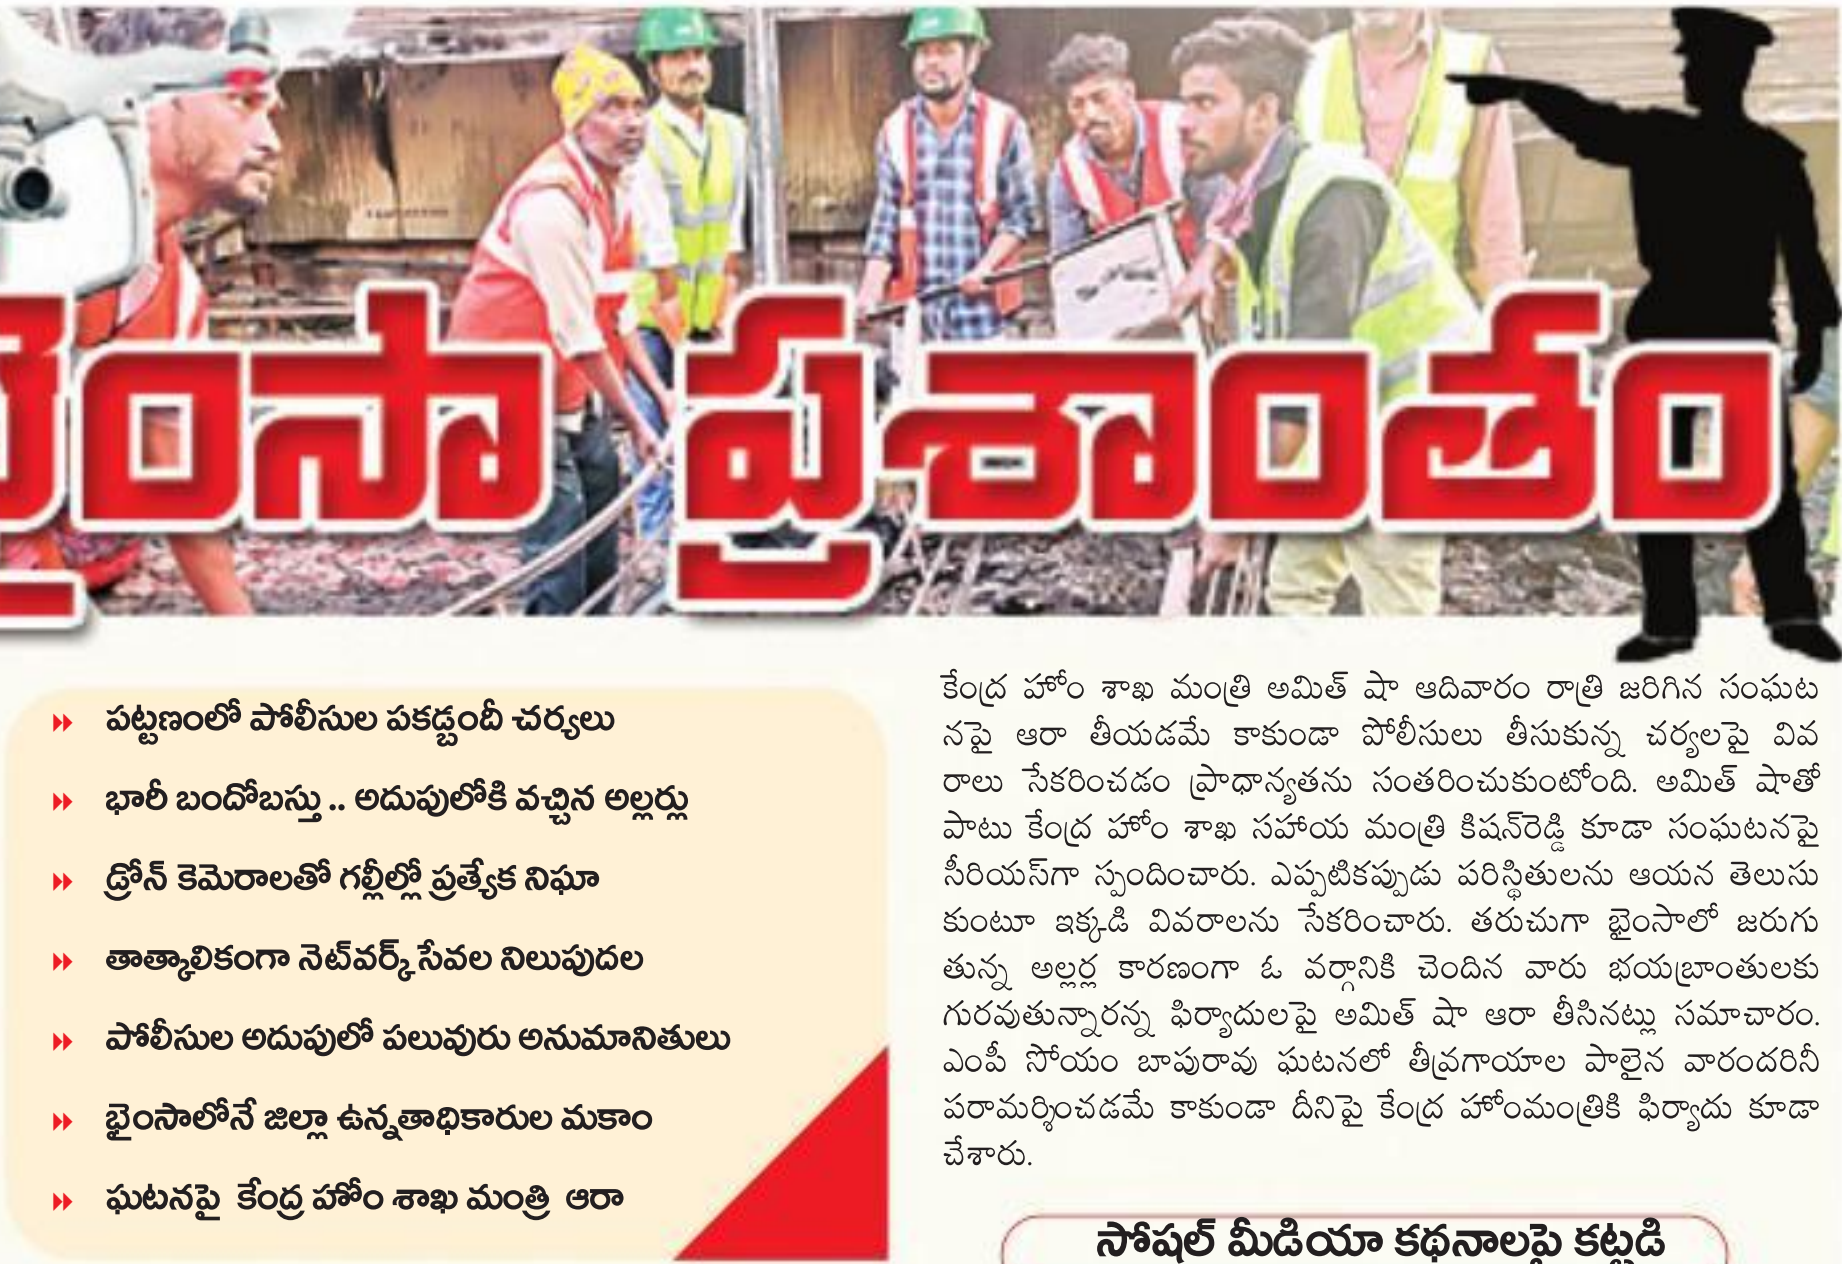 భైంసా ప్రశాంతం
పట్టణంలో పోలీసుల పకడ్బందీ చర్యలు
భారీ బందోబస్తు .. అదుపులోకి వచ్చిన అల్లర్లు
డ్రోన్ కెమెరాలతో గల్లీల్లో ప్రత్యేక నిఘా
తాత్కాలికంగా నెట్‌వర్క్ సేవల నిలుపుదల
పోలీసుల అదుపులో పలువురు అనుమానితులు
భైంసాలోనే జిల్లా ఉన్నతాధికారుల మకాం
ఘటనపై కేంద్ర హోం శాఖ మంత్రి ఆరా
కేంద్ర హోం శాఖ మంత్రి అమిత్ షా ఆదివారం రాత్రి జరిగిన సంఘట
నపై ఆరా తీయడమే కాకుండా పోలీసులు తీసుకున్న చర్యలపై వివ
రాలు సేకరించడం ప్రాధాన్యతను సంతరించుకుంటోంది. అమిత్ షాతో
పాటు కేంద్ర హోం శాఖ సహాయ మంత్రి కిషన్‌రెడ్డి కూడా సంఘటనపై
సీరియస్‌గా స్పందించారు. ఎప్పటికప్పుడు పరిస్థితులను ఆయన తెలుసు
కుంటూ ఇక్కడి వివరాలను సేకరించారు. తరుచుగా భైంసాలో జరుగు
తున్న అల్లర్ల కారణంగా ఓ వర్గానికి చెందిన వారు భయబ్రాంతులకు
గురవుతున్నారన్న ఫిర్యాదులపై అమిత్ షా ఆరా తీసినట్లు సమాచారం.
ఎంపీ సోయం బాపురావు ఘటనలో తీవ్రగాయాల పాలైన వారందరినీ
పరామర్శించడమే కాకుండా దీనిపై కేంద్ర హోంమంత్రికి ఫిర్యాదు కూడా
చేశారు.
సోషల్ మీడియా కథనాలపై కట్టడి